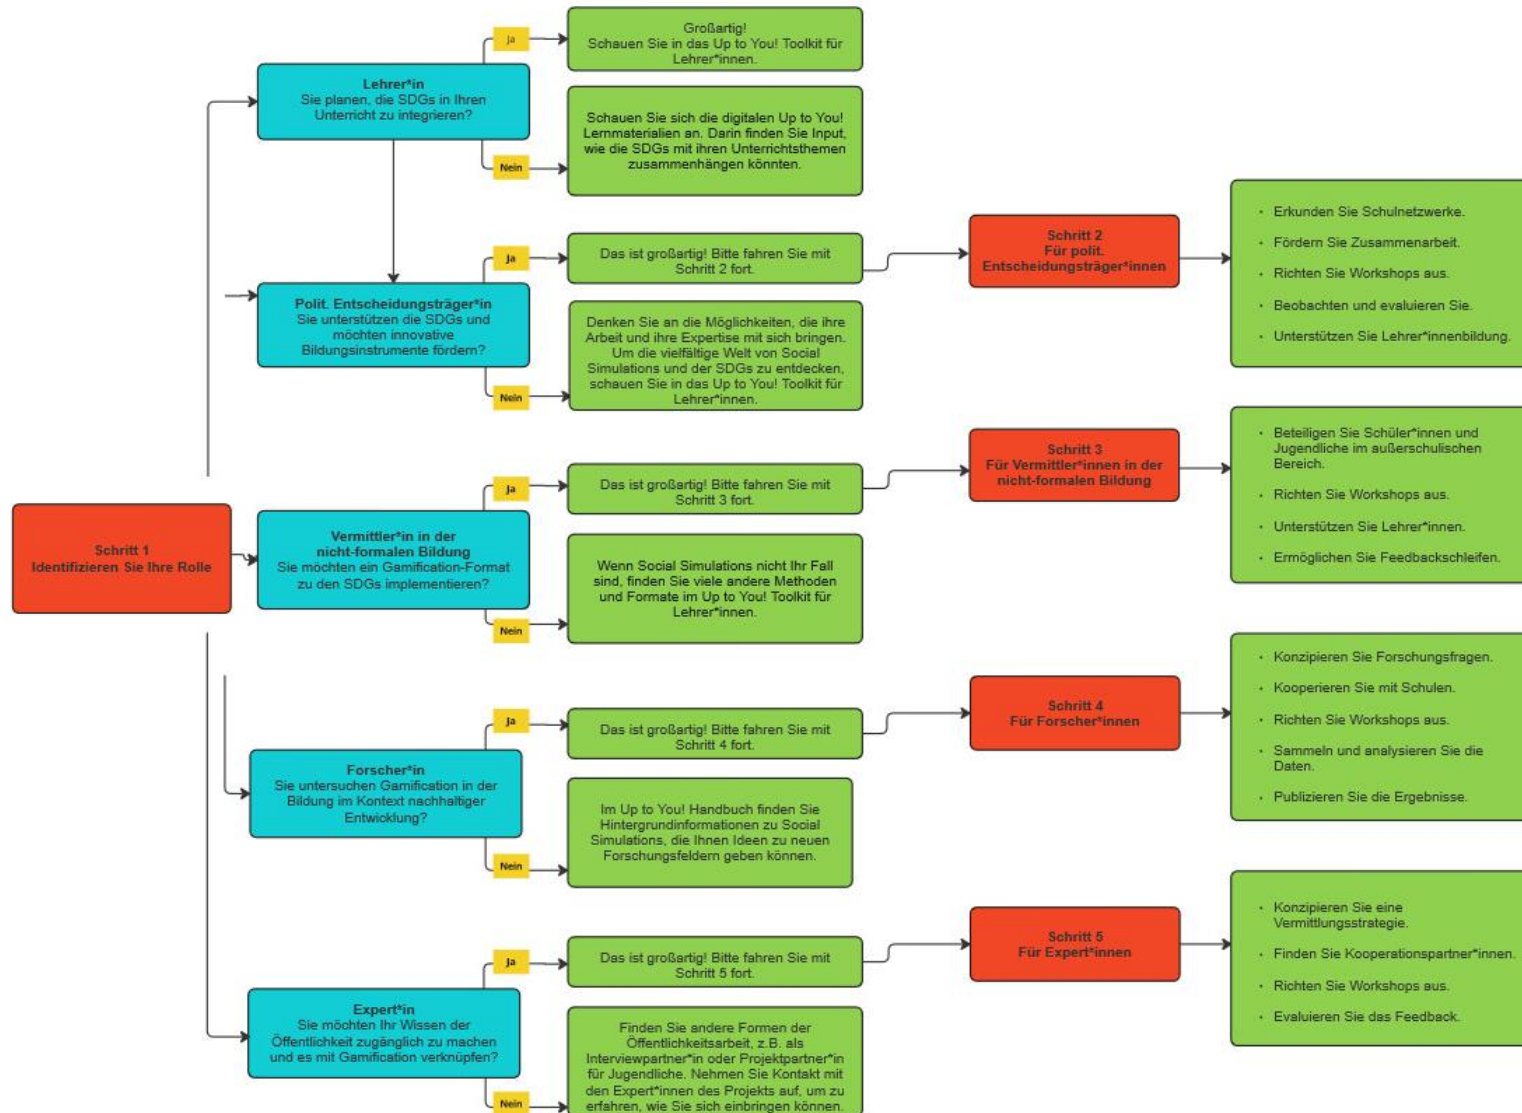 Ja
Großartig!
Schauen Sie in das Up to You! Toolkit für
Lehrer*innen.
Lehrer*in
Sie planen, die SDGs in Ihren
Unterricht zu integrieren?
Nein
Schauen Sie sich die digitalen Up to You!
Lernmaterialien an. Darin finden Sie Input,
wie die SDGs mit ihren Unterrichtsthemen
zusammenhängen könnten.
Ja
Das ist großartig! Bitte fahren Sie mit
Schritt 2 fort.
Schritt 2
Für polit.
Entscheidungsträger*innen
• Erkunden Sie Schulnetzwerke.
• Fördern Sie Zusammenarbeit.
• Richten Sie Workshops aus.
• Beobachten und evaluieren Sie.
• Unterstützen Sie Lehrer*innenbildung.
Polit. Entscheidungsträger*in
Sie unterstützen die SDGs und
möchten innovative
Bildungsinstrumente fördern?
Nein
Denken Sie an die Möglichkeiten, die ihre
Arbeit und ihre Expertise mit sich bringen.
Um die vielfältige Welt von Social
Simulations und der SDGs zu entdecken,
schauen Sie in das Up to You! Toolkit für
Lehrer*innen.
Schritt 1
Identifizieren Sie Ihre Rolle
Ja
Das ist großartig! Bitte fahren Sie mit
Schritt 3 fort.
Schritt 3
Für Vermittler*innen in der
nicht-formalen Bildung
• Beteiligen Sie Schüler*innen und
Jugendliche im außerschulischen
Bereich.
• Richten Sie Workshops aus.
• Unterstützen Sie Lehrer*innen.
• Ermöglichen Sie Feedbackschleifen.
Vermittler*in in der
nicht-formalen Bildung
Sie möchten ein Gamification-Format
zu den SDGs implementieren?
Nein
Wenn Social Simulations nicht Ihr Fall
sind, finden Sie viele andere Methoden
und Formate im Up to You! Toolkit für
Lehrer*innen.
Ja
Das ist großartig! Bitte fahren Sie mit
Schritt 4 fort.
Schritt 4
Für Forscher*innen
• Konzipieren Sie Forschungsfragen.
• Kooperieren Sie mit Schulen.
• Richten Sie Workshops aus.
• Sammeln und analysieren Sie die
Daten.
• Publizieren Sie die Ergebnisse.
Forscher*in
Sie untersuchen Gamification in der
Bildung im Kontext nachhaltiger
Entwicklung?
Nein
Im Up to You! Handbuch finden Sie
Hintergrundinformationen zu Social
Simulations, die Ihnen Ideen zu neuen
Forschungsfeldern geben können.
Ja
Das ist großartig! Bitte fahren Sie mit
Schritt 5 fort.
Schritt 5
Für Expert*innen
• Konzipieren Sie eine
Vermittlungsstrategie.
• Finden Sie Kooperationspartner*innen.
• Richten Sie Workshops aus.
• Evaluieren Sie das Feedback.
Expert*in
Sie möchten Ihr Wissen der
Öffentlichkeit zugänglich zu machen
und es mit Gamification verknüpfen?
Nein
Finden Sie andere Formen der
Öffentlichkeitsarbeit, z.B. als
Interviewpartner*in oder Projektpartner*in
für Jugendliche. Nehmen Sie Kontakt mit
den Expert*innen des Projekts auf, um zu
erfahren, wie Sie sich einbringen können.